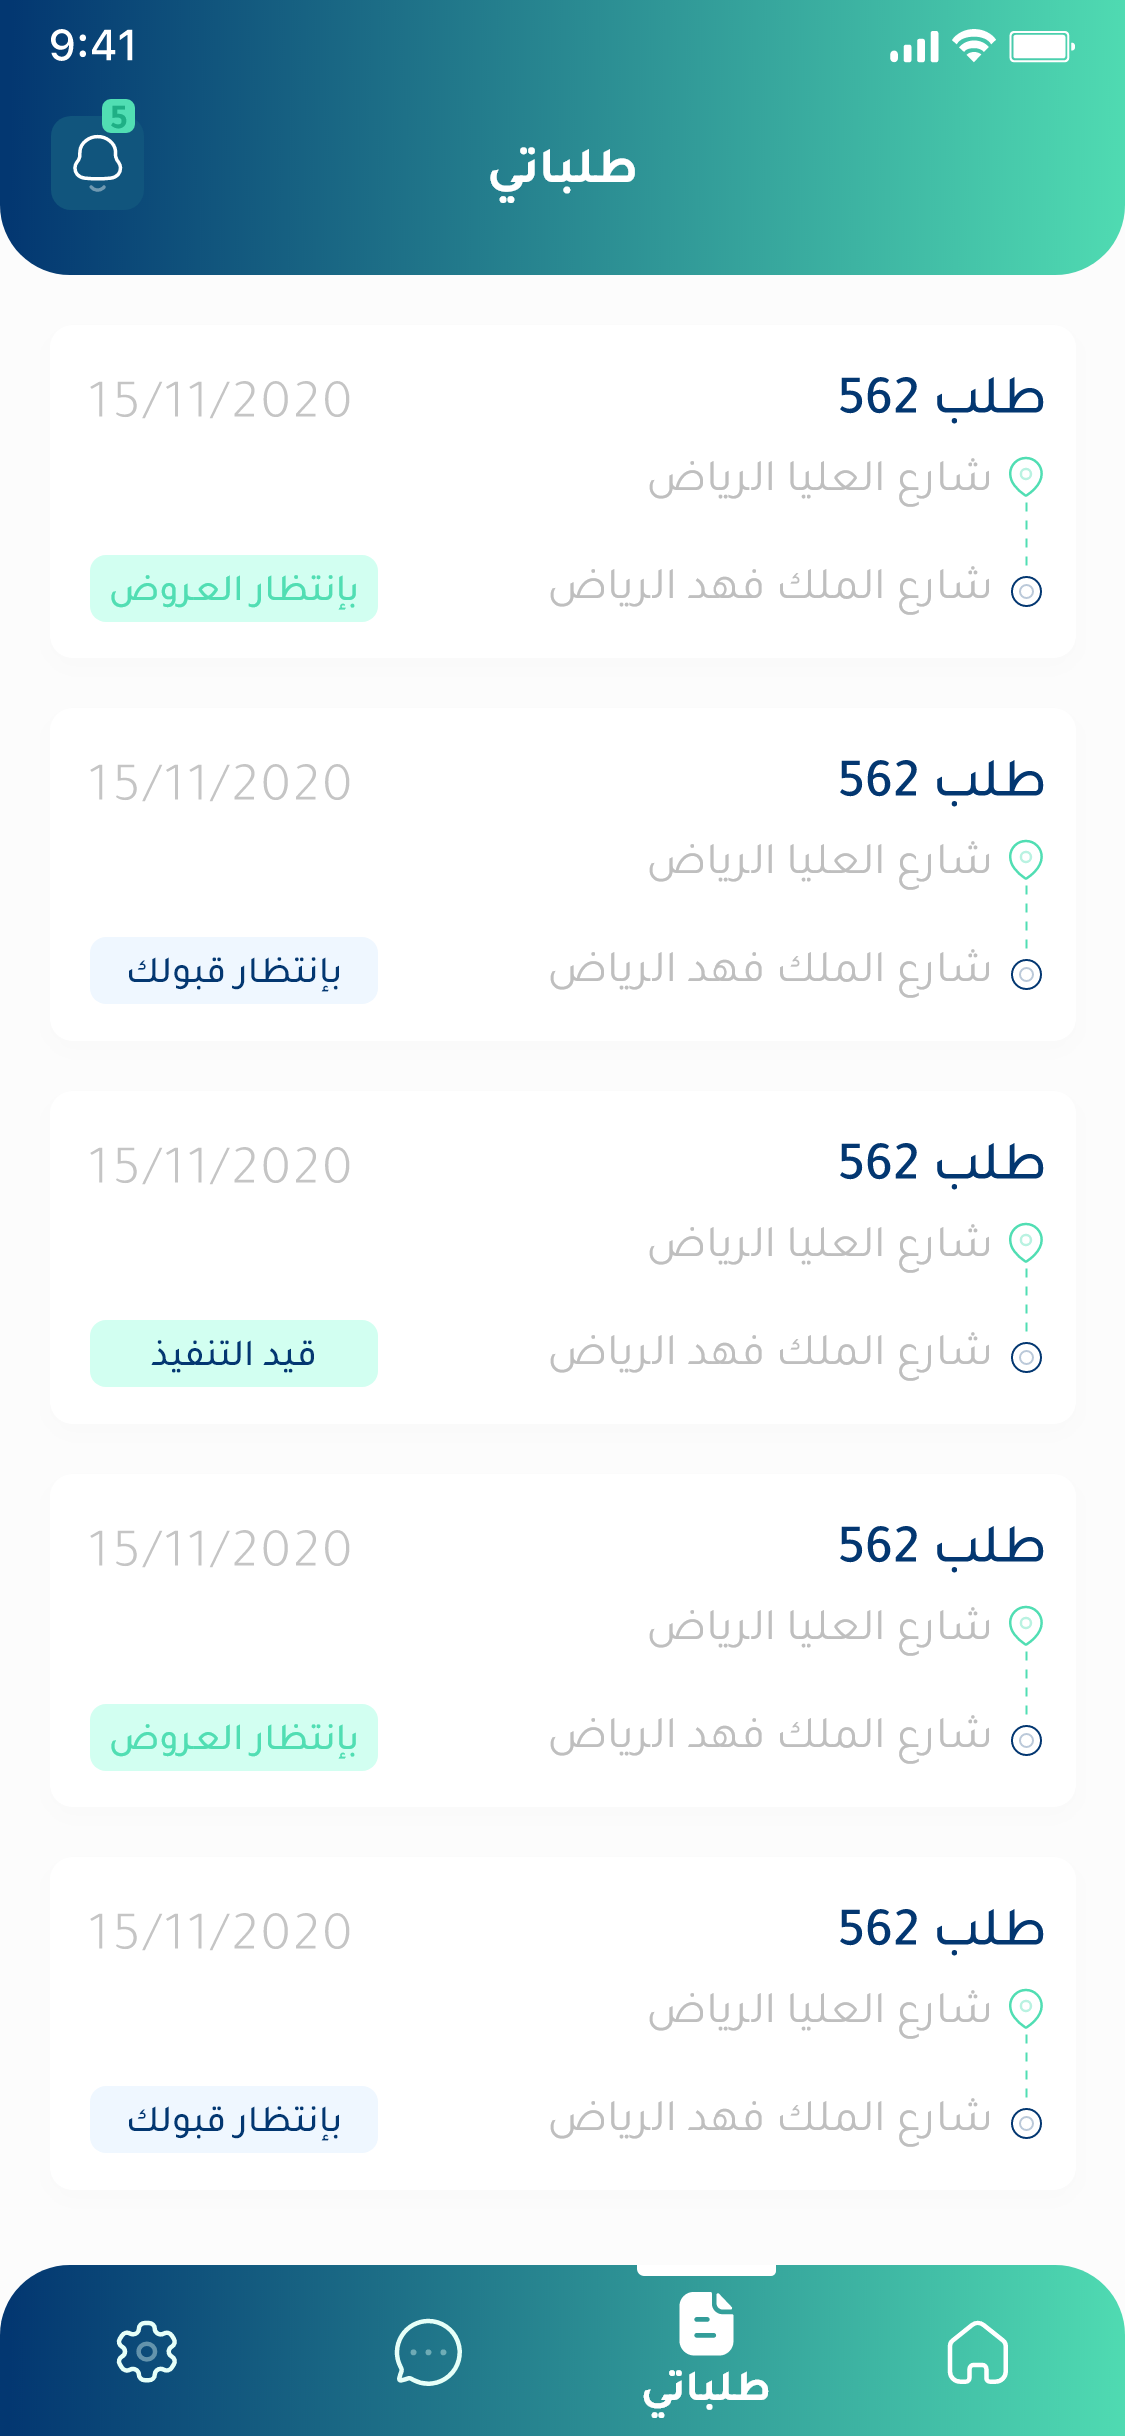 9:41
5
طلباتي
طلب 562
15/11/2020
شارع العليا الرياض
شارع الملك فهد الرياض
بإنتظار العروض
طلب 562
15/11/2020
شارع العليا الرياض
شارع الملك فهد الرياض
بإنتظار قبولك
طلب 562
15/11/2020
شارع العليا الرياض
شارع الملك فهد الرياض
قيد التنفيذ
طلب 562
15/11/2020
شارع العليا الرياض
شارع الملك فهد الرياض
بإنتظار العروض
طلب 562
15/11/2020
شارع العليا الرياض
شارع الملك فهد الرياض
بإنتظار قبولك
طلباتي